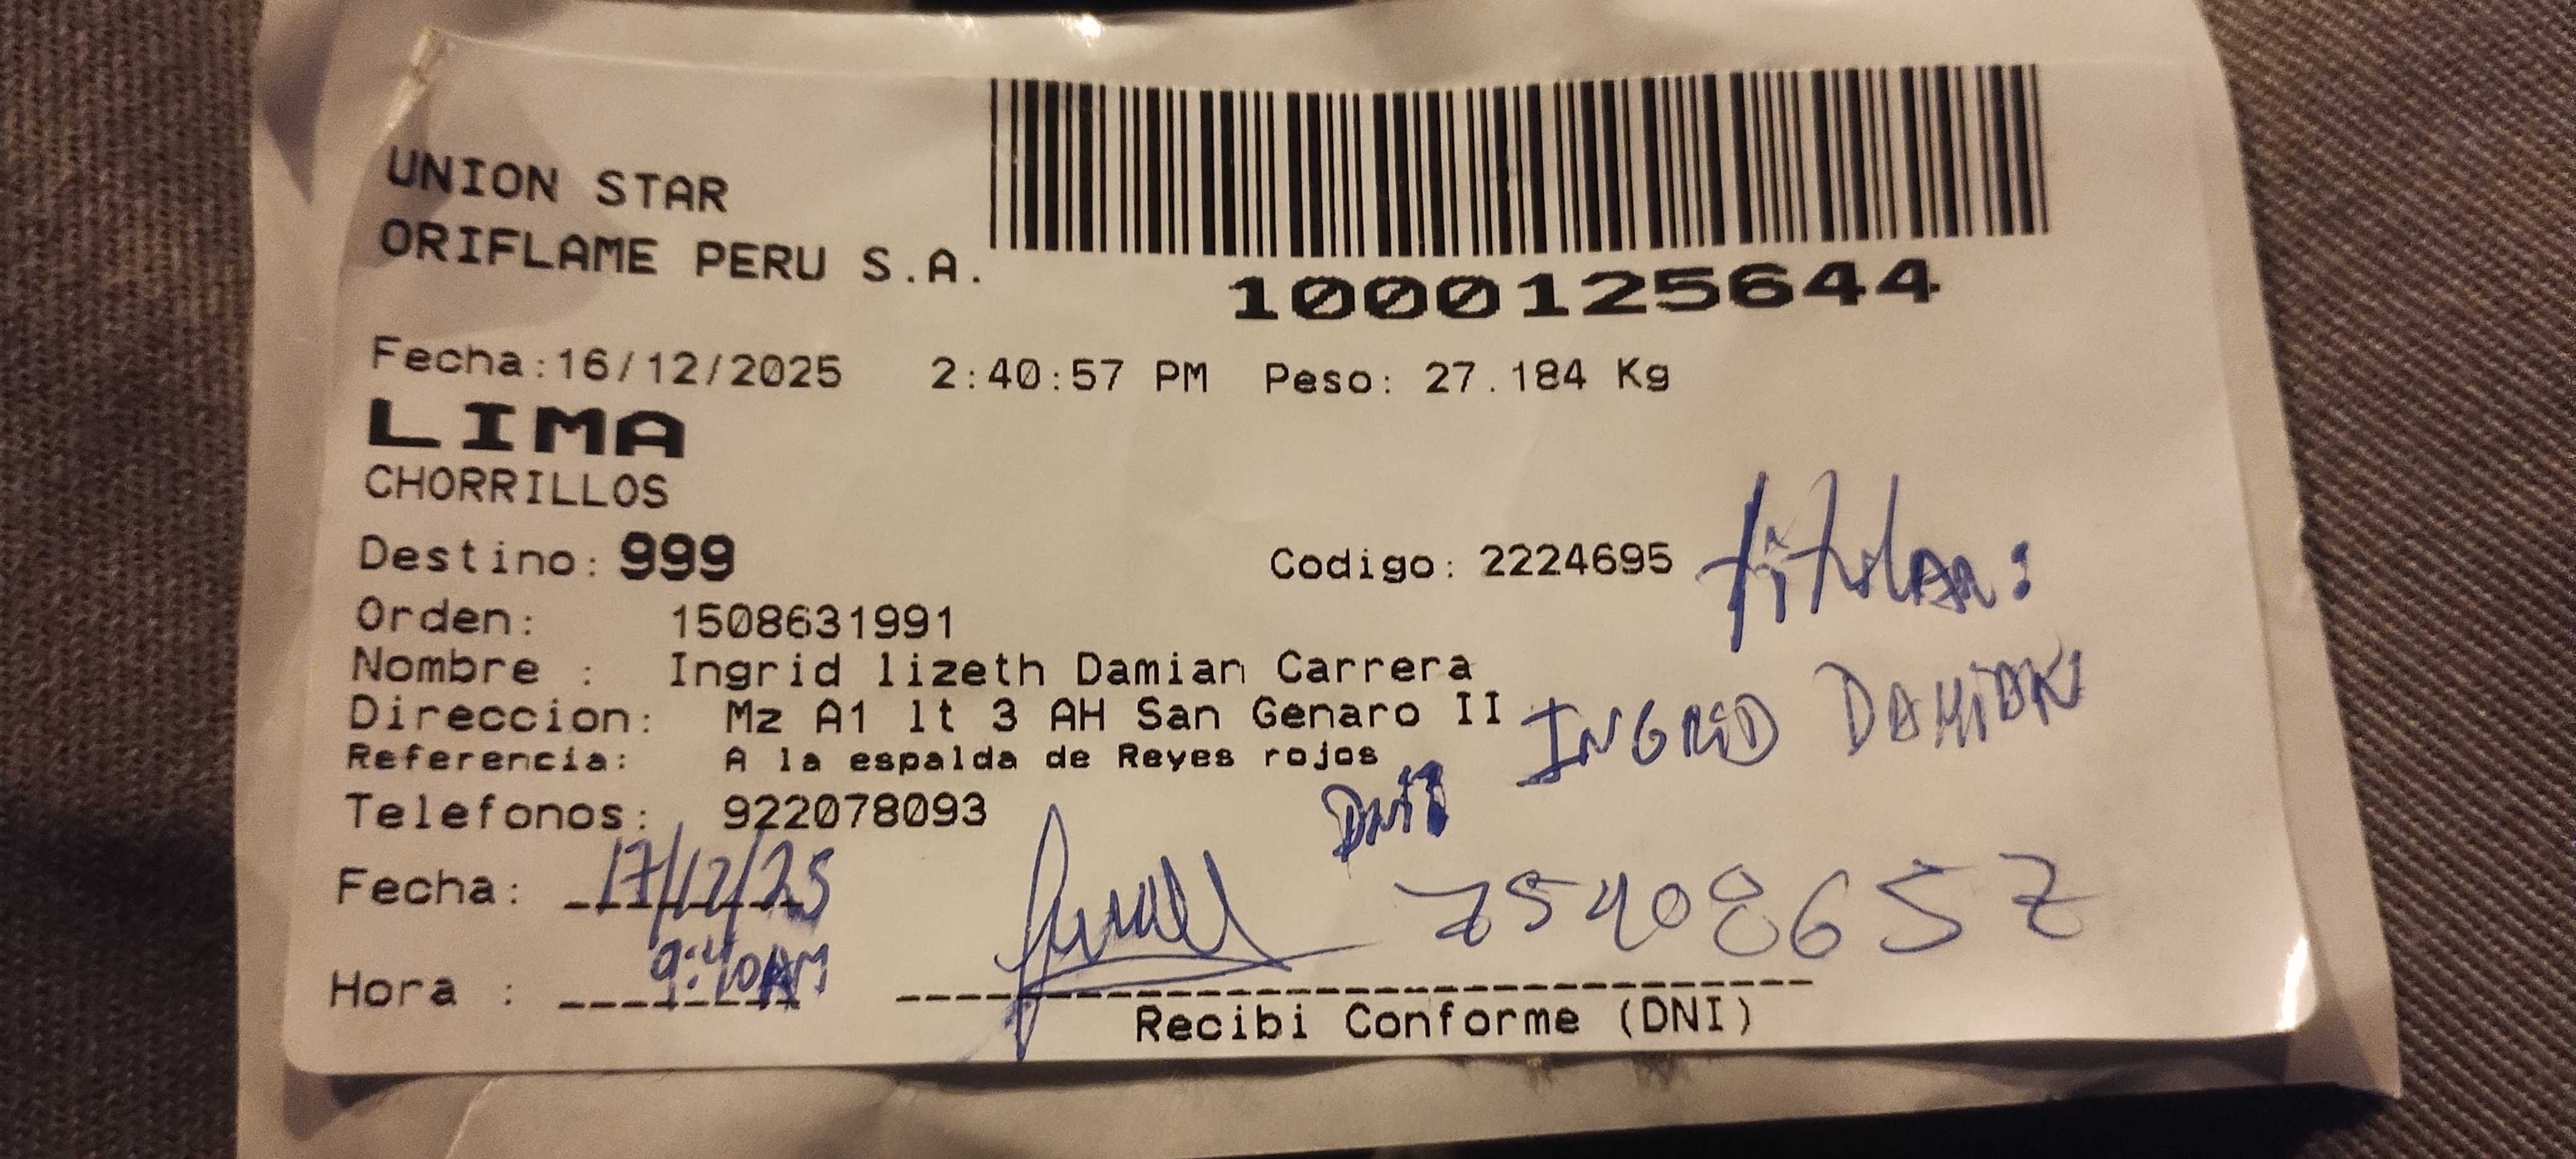 UNION STAR
ORIFLAME PERU S.A.
1000125644
Fecha:16/12/2025 2:40:57 PM Peso: 27.184 Kg
LIMA
CHORRILLOS
Destino: 999 Codigo: 2224695 titular:
Orden: 1508631991
Nombre : Ingrid lizeth Damian Carrera
Direccion: Mz A1 lt 3 AH San Genaro II INGRID DAMIAN
Referencia: A la espalda de Reyes rojos
Telefonos: 922078093 DNI
Fecha: 17/12/25 75408652
Hora : 9:40AM
Recibi Conforme (DNI)